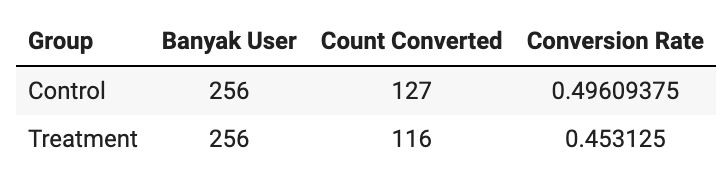 Group Banyak User Count Converted Conversion Rate
Control 256 127 0.49609375
Treatment 256 116 0.453125